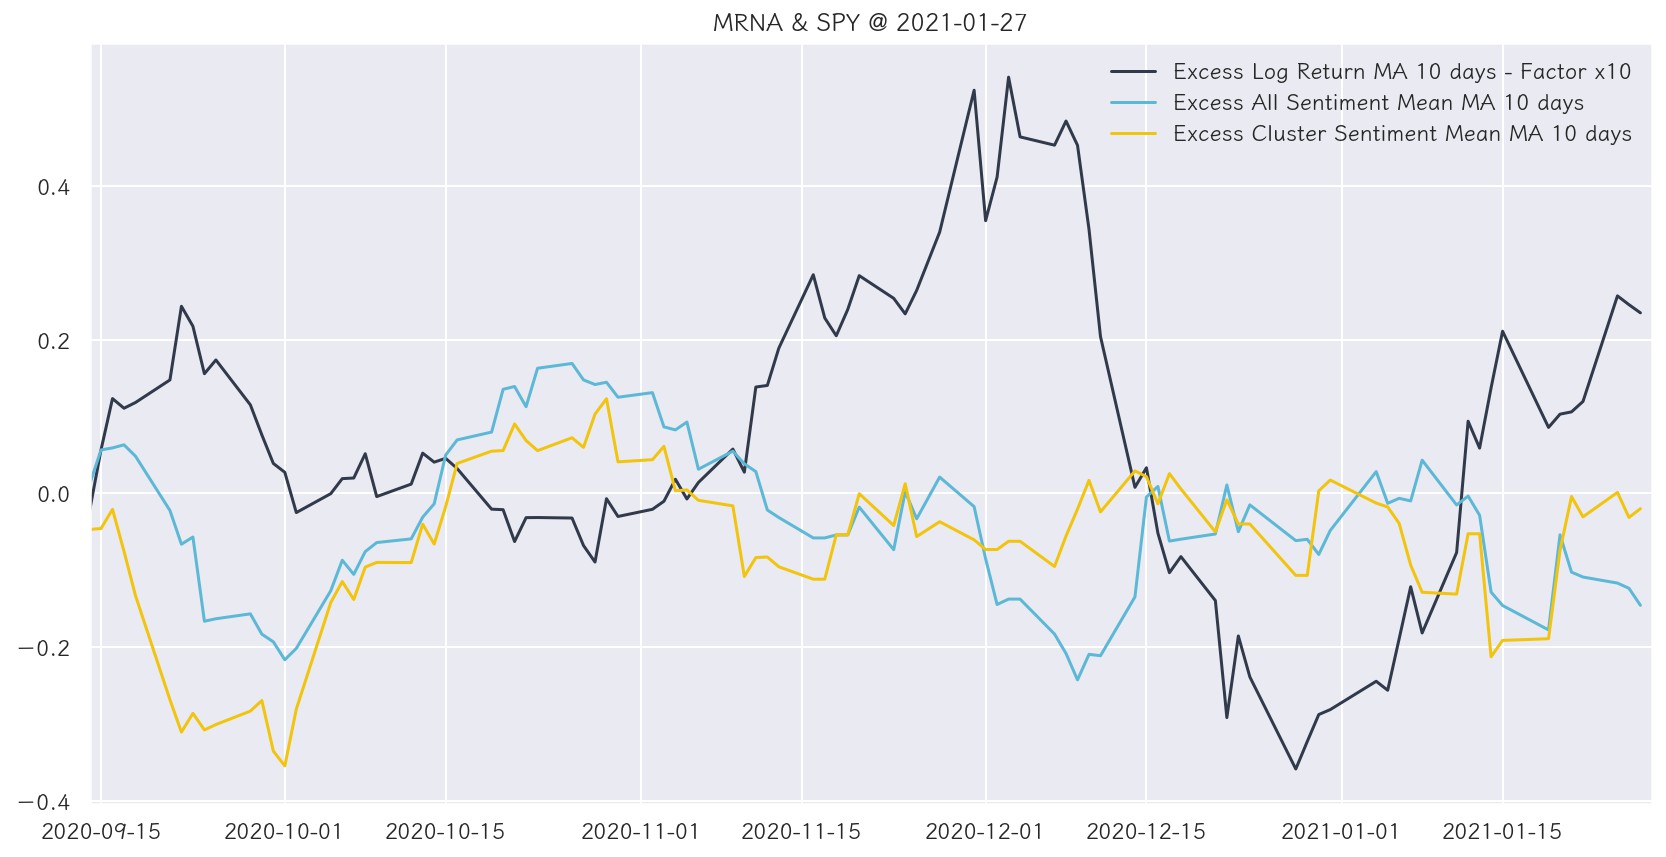 MRNA & SPY @ 2021-01-27
Excess Log Return MA 10 days - Factor x10
Excess All Sentiment Mean MA 10 days
Excess Cluster Sentiment Mean MA 10 days
0.4
0.2
0.0
−0.2
−0.4
2020-09-15 2020-10-01 2020-10-15 2020-11-01 2020-11-15 2020-12-01 2020-12-15 2021-01-01 2021-01-15